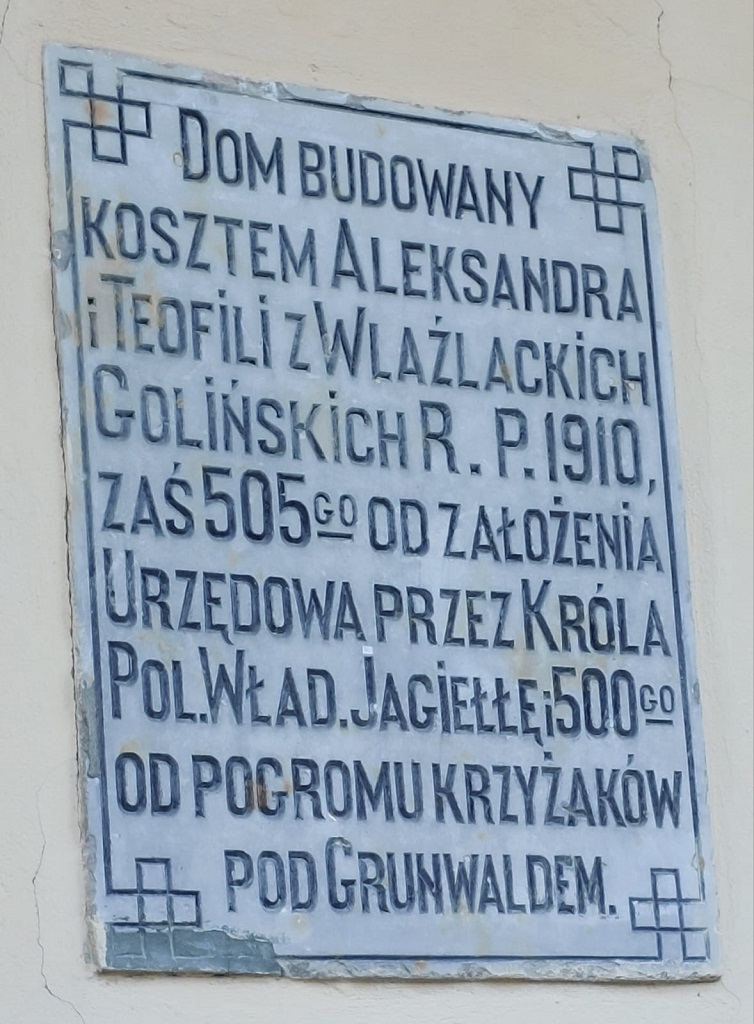 DOM BUDOWANY
KOSZTEM ALEKSANDRA
i TEOFiLi Z WLAŹLACKiCH
GOLiŃSKiCH R. P. 1910,
ZAŚ 505GO OD ZAŁOŻENiA
URZĘDOWA PRZEZ KRÓLA
POL. WŁAD. JAGiEŁŁĘ i 500GO
OD POGROMU KRZYŻAKÓW
POD GRUNWALDEM.